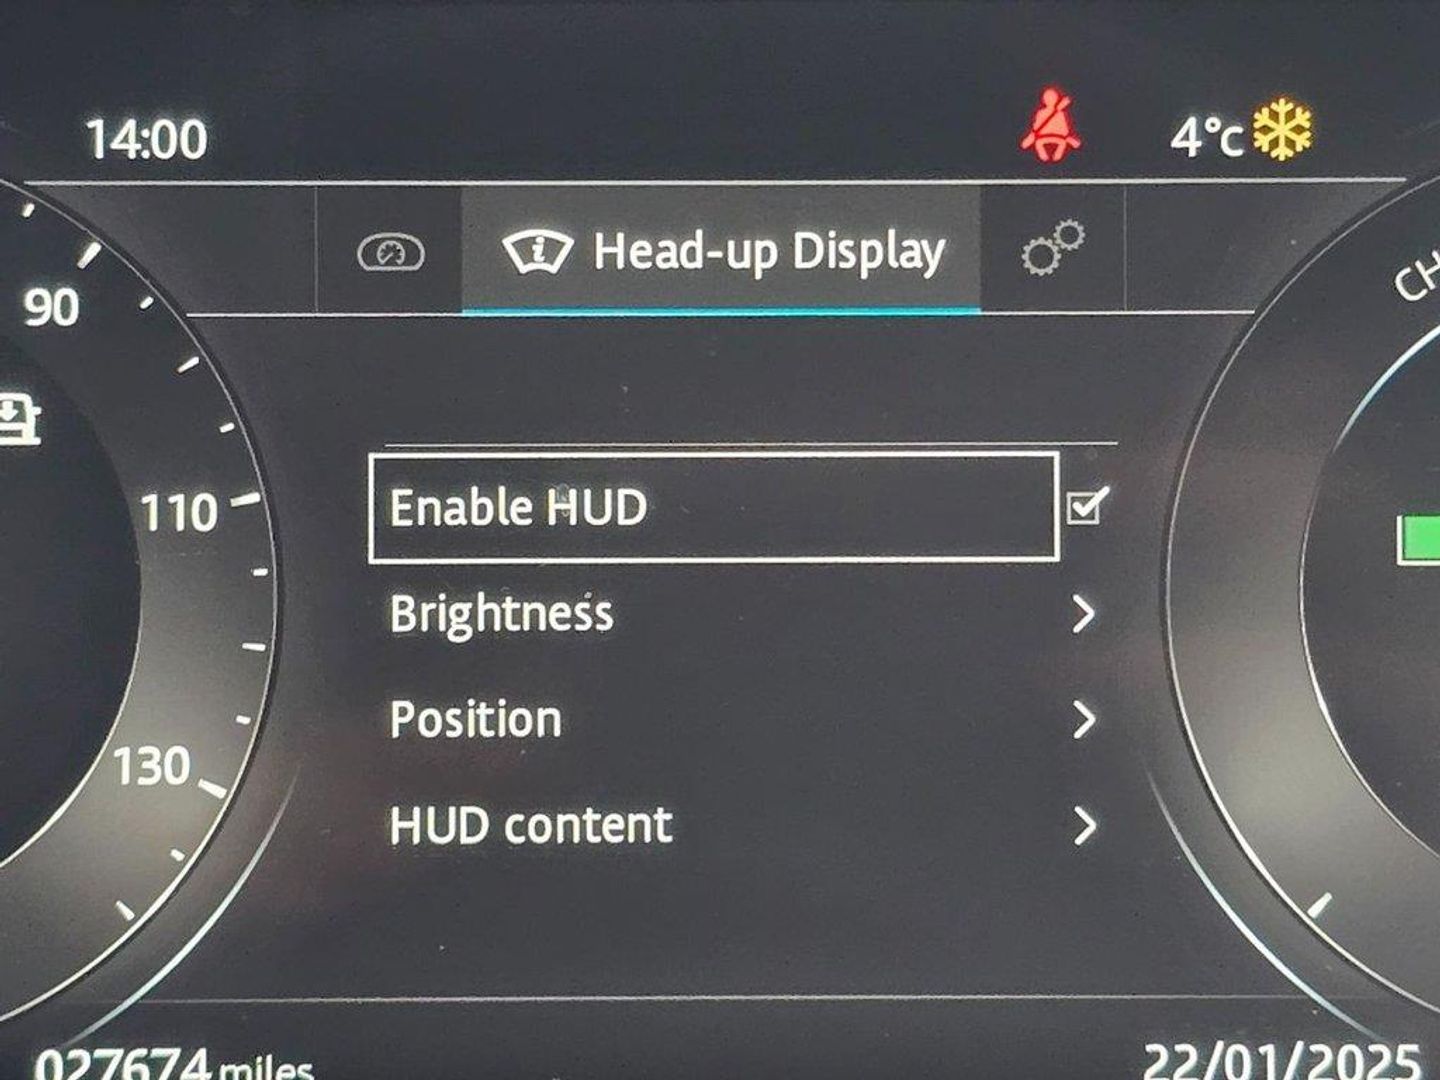 14:00
4°c
Head-up Display
90
CH
110
Enable HUD
Brightness
Position
130
HUD content
027674 miles
22/01/2025